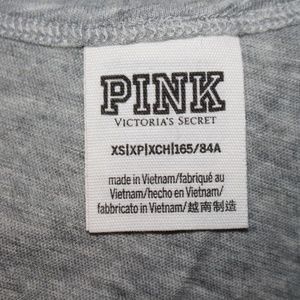 PINK
VICTORIA'S SECRET
XS|XP|XCH|165/84A
made in Vietnam/fabriqué au
Vietnam/hecho en Vietnam/
fabbricato in Vietnam/越南制造